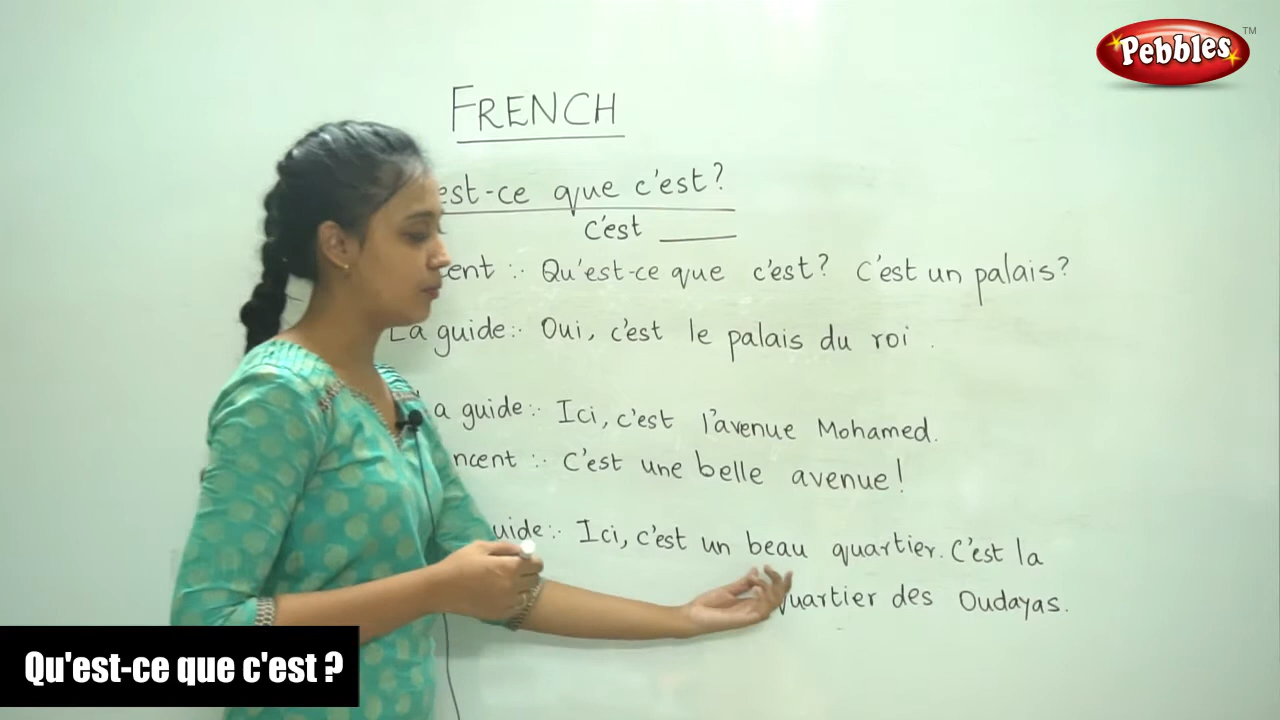 Pebbles TM
FRENCH
est-ce que c'est?
c'est ____
cent :- Qu'est-ce que c'est? C'est un palais?
La guide:- Oui, c'est le palais du roi.
a guide:- Ici, c'est l'avenue Mohamed.
ncent :- C'est une belle avenue!
uide:- Ici, c'est un beau quartier. C'est la
quartier des Oudayas.
Qu'est-ce que c'est ?